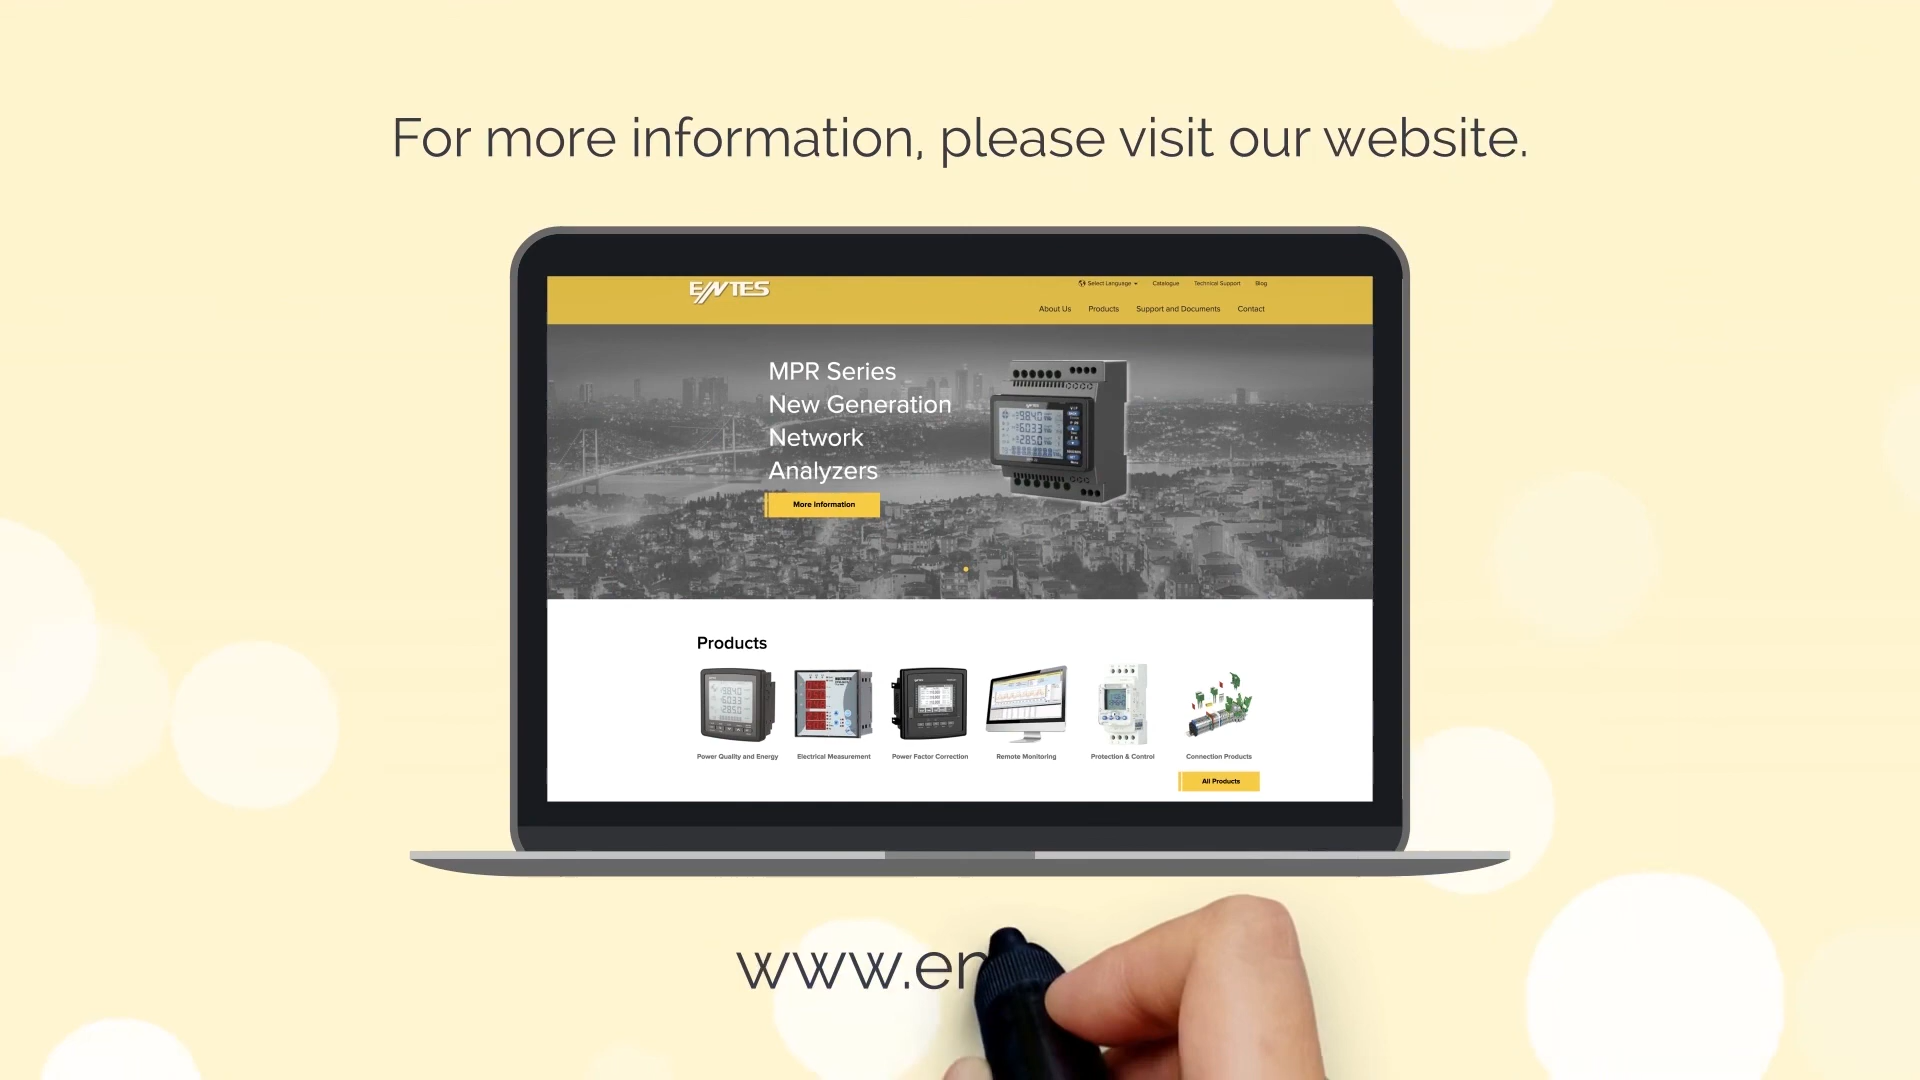 For more information, please visit our website.
ENTES
Select Language
Catalogue
Technical Support
Blog
About Us
Products
Support and Documents
Contact
MPR Series
New Generation
Network
Analyzers
More Information
Products
Power Quality and Energy
Electrical Measurement
Power Factor Correction
Remote Monitoring
Protection & Control
Connection Products
All Products
www.en